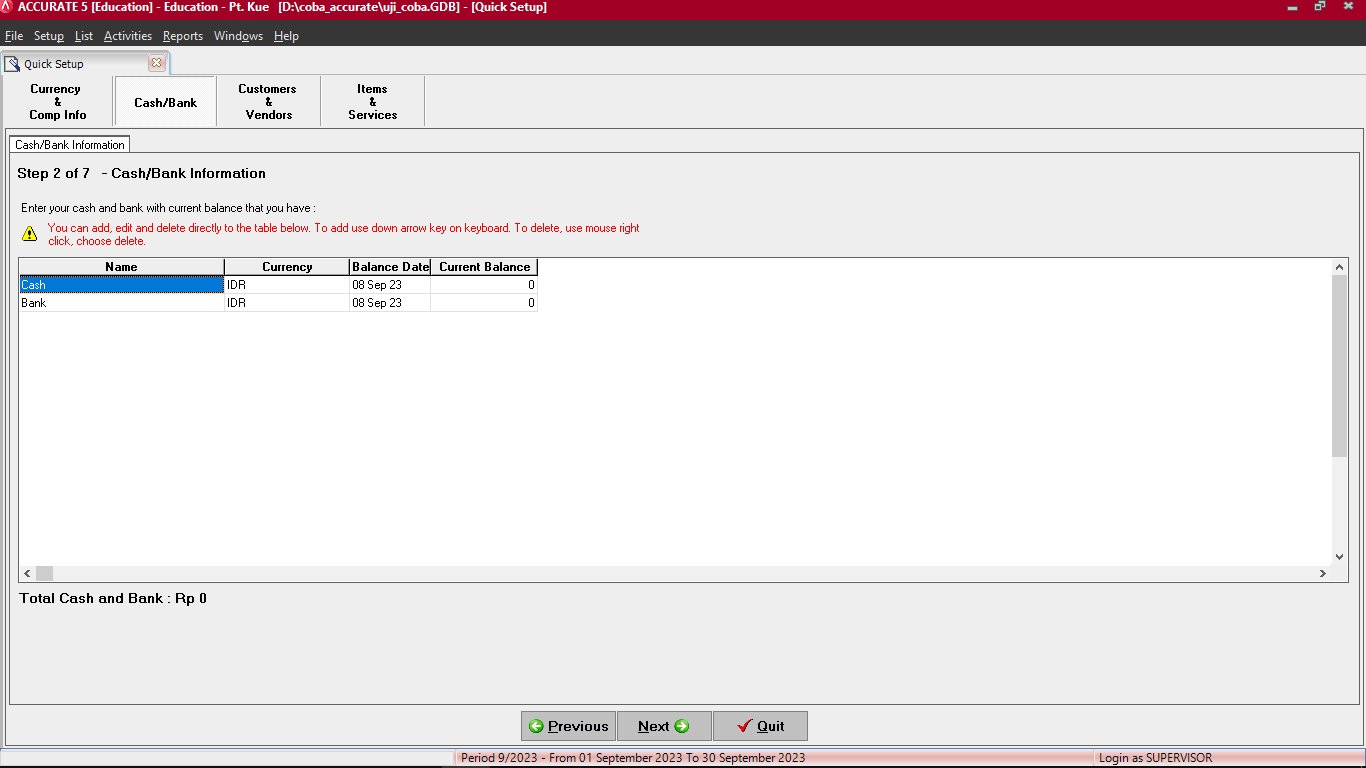 ACCURATE 5 [Education] - Education - Pt. Kue   [D:\coba_accurate\uji_coba.GDB] - [Quick Setup]
File Setup List Activities Reports Windows Help
Quick Setup
Currency & Comp Info
Cash/Bank
Customers & Vendors
Items & Services
Cash/Bank Information
Step 2 of 7 - Cash/Bank Information
Enter your cash and bank with current balance that you have :
You can add, edit and delete directly to the table below. To add use down arrow key on keyboard. To delete, use mouse right
click, choose delete.
Name Currency Balance Date Current Balance
Cash IDR 08 Sep 23 0
Bank IDR 08 Sep 23 0
Total Cash and Bank : Rp 0
Previous Next Quit
Period 9/2023 - From 01 September 2023 To 30 September 2023 Login as SUPERVISOR